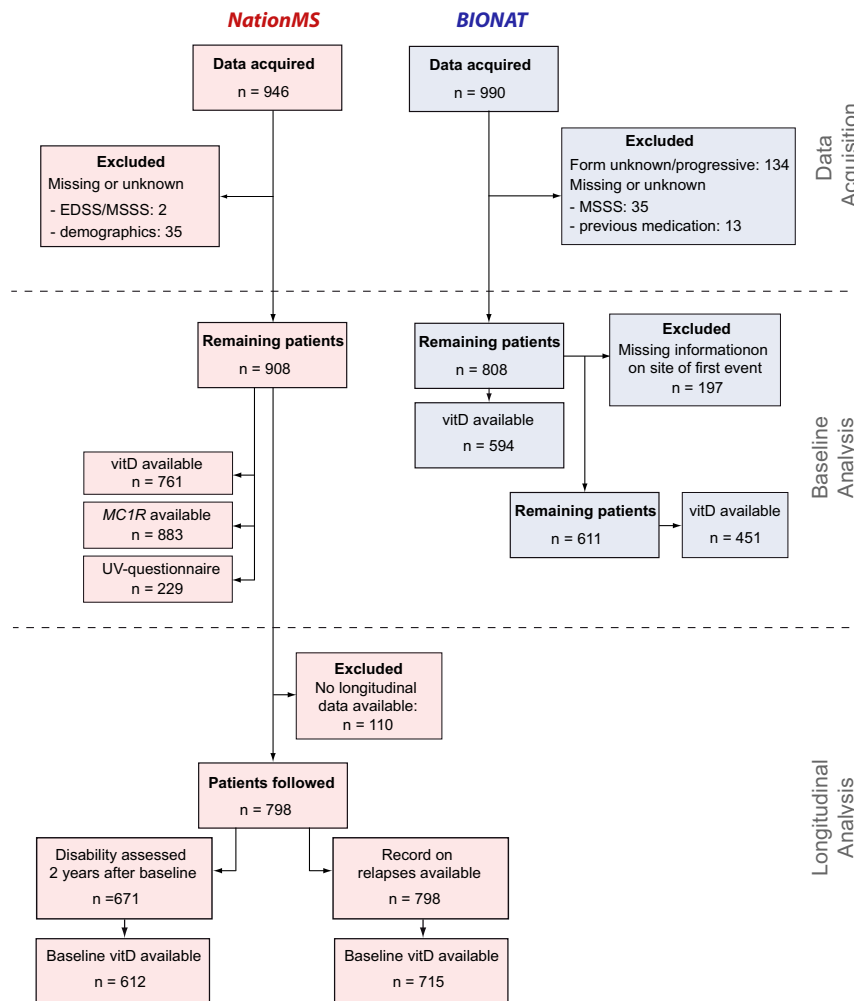 NationMS
BIONAT
Data acquired
n = 946
Data acquired
n = 990
Excluded
Missing or unknown
- EDSS/MSSS: 2
- demographics: 35
Excluded
Form unknown/progressive: 134
Missing or unknown
- MSSS: 35
- previous medication: 13
Data
Acquisition
Remaining patients
n = 908
Remaining patients
n = 808
Excluded
Missing informationon
on site of first event
n = 197
vitD available
n = 594
vitD available
n = 761
MC1R available
n = 883
UV-questionnaire
n = 229
Remaining patients
n = 611
vitD available
n = 451
Baseline
Analysis
Excluded
No longitudinal
data available:
n = 110
Patients followed
n = 798
Disability assessed
2 years after baseline
n =671
Record on
relapses available
n = 798
Baseline vitD available
n = 612
Baseline vitD available
n = 715
Longitudinal
Analysis